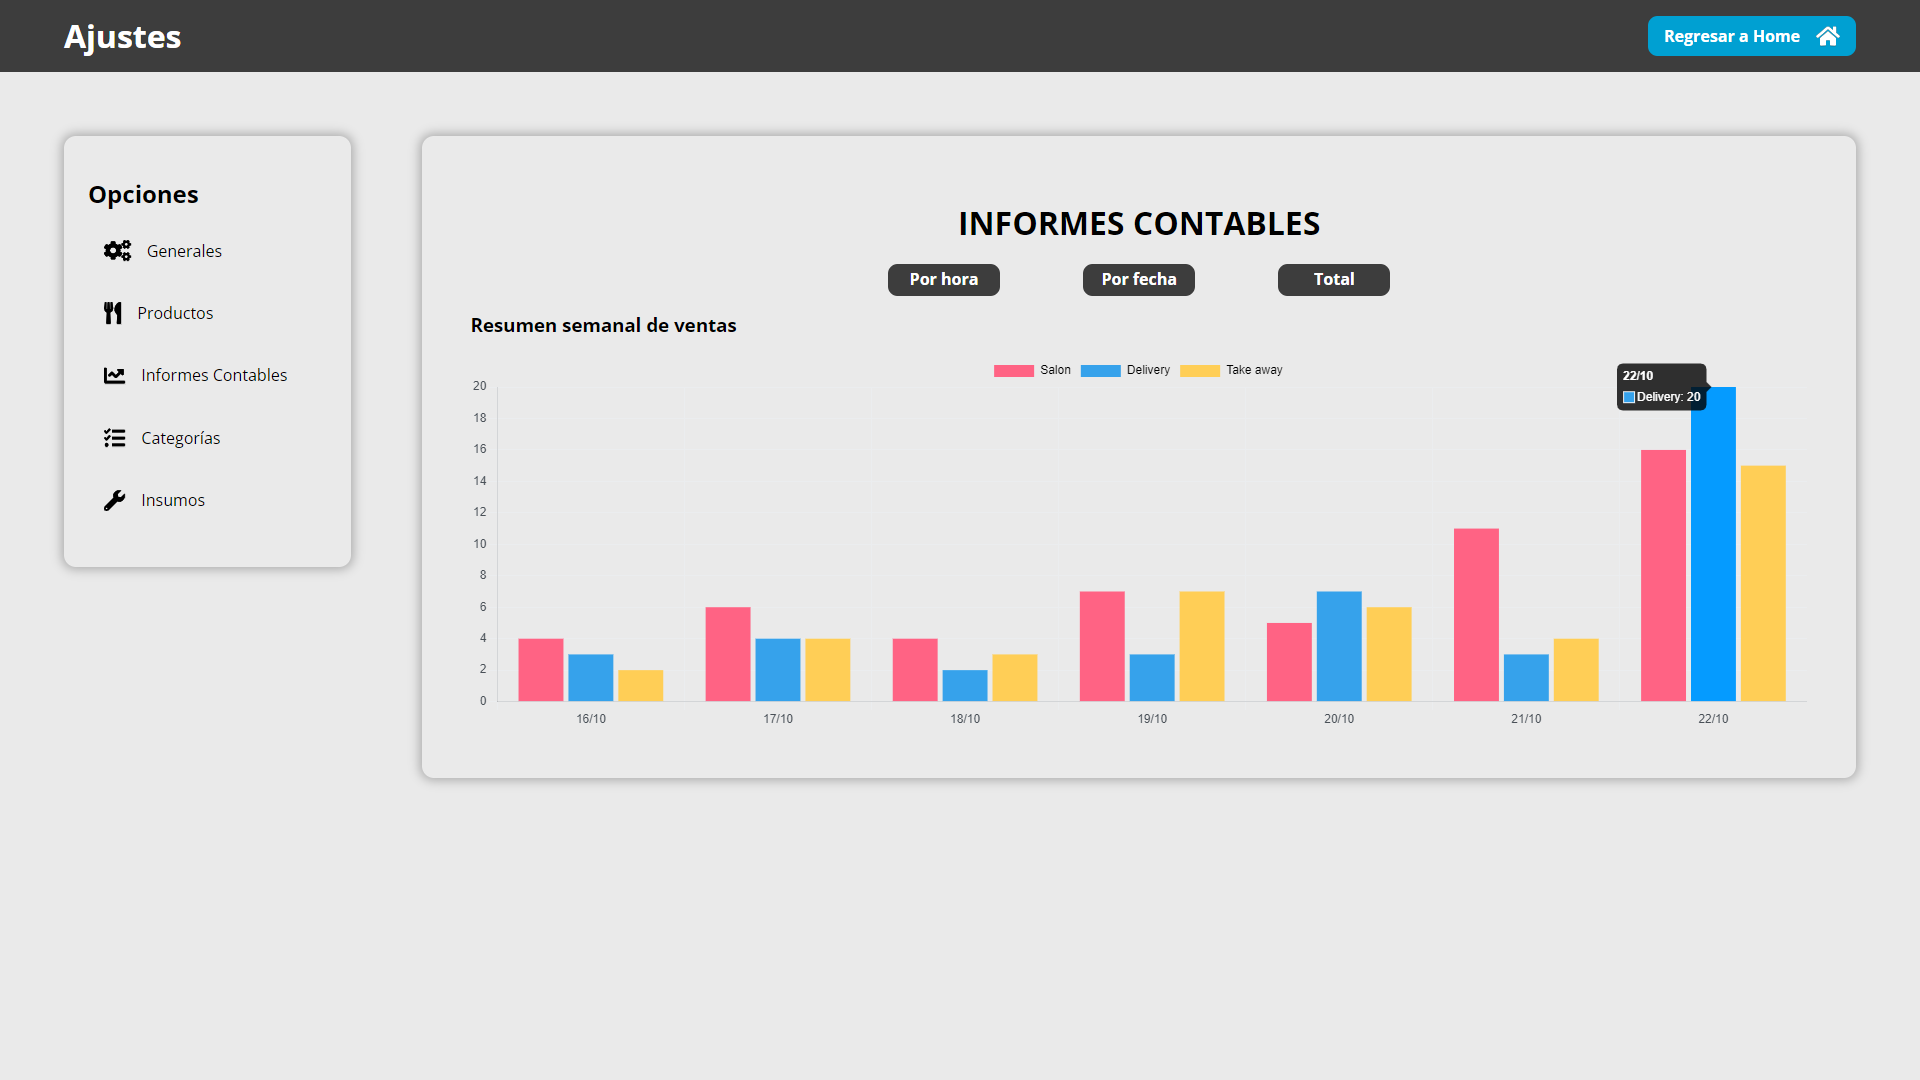 Ajustes
Regresar a Home
Opciones
Generales
Productos
Informes Contables
Categorías
Insumos
INFORMES CONTABLES
Por hora
Por fecha
Total
Resumen semanal de ventas
Salon
Delivery
Take away
22/10
Delivery: 20
20
18
16
14
12
10
8
6
4
2
0
16/10
17/10
18/10
19/10
20/10
21/10
22/10